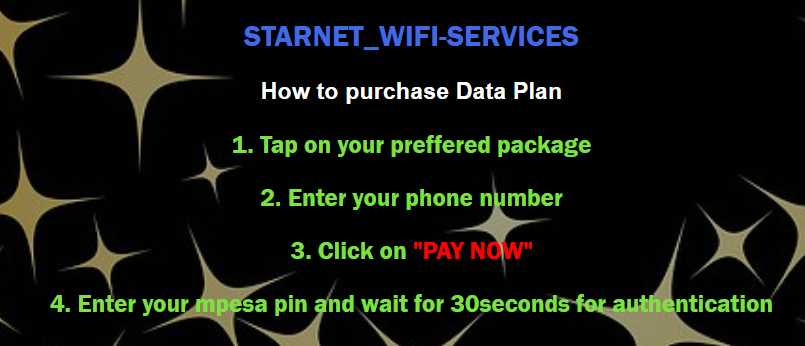 STARNET_WIFI-SERVICES
How to purchase Data Plan
1. Tap on your preffered package
2. Enter your phone number
3. Click on "PAY NOW"
4. Enter your mpesa pin and wait for 30seconds for authentication